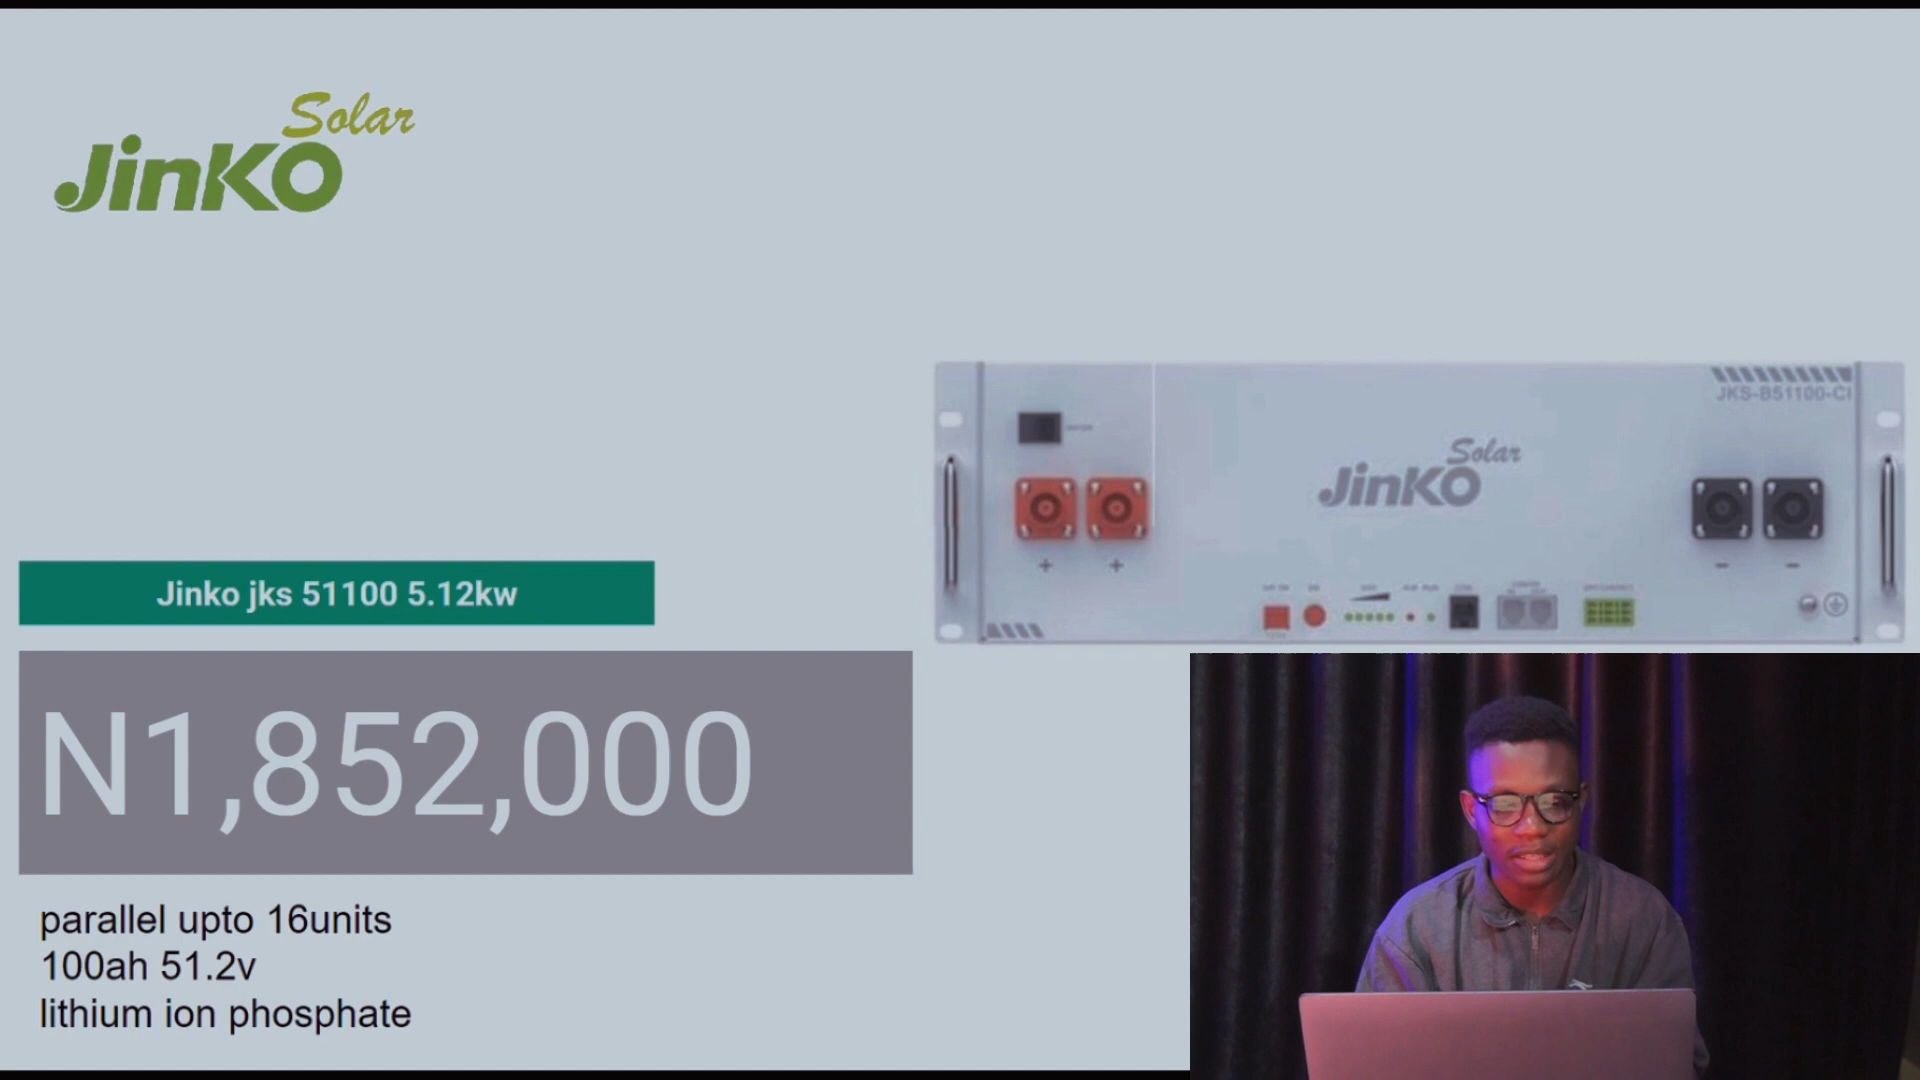 Solar
JinKO
JKS-B51100-CI
Solar
JinKO
+ +
- -
Jinko jks 51100 5.12kw
N1,852,000
parallel upto 16units
100ah 51.2v
lithium ion phosphate